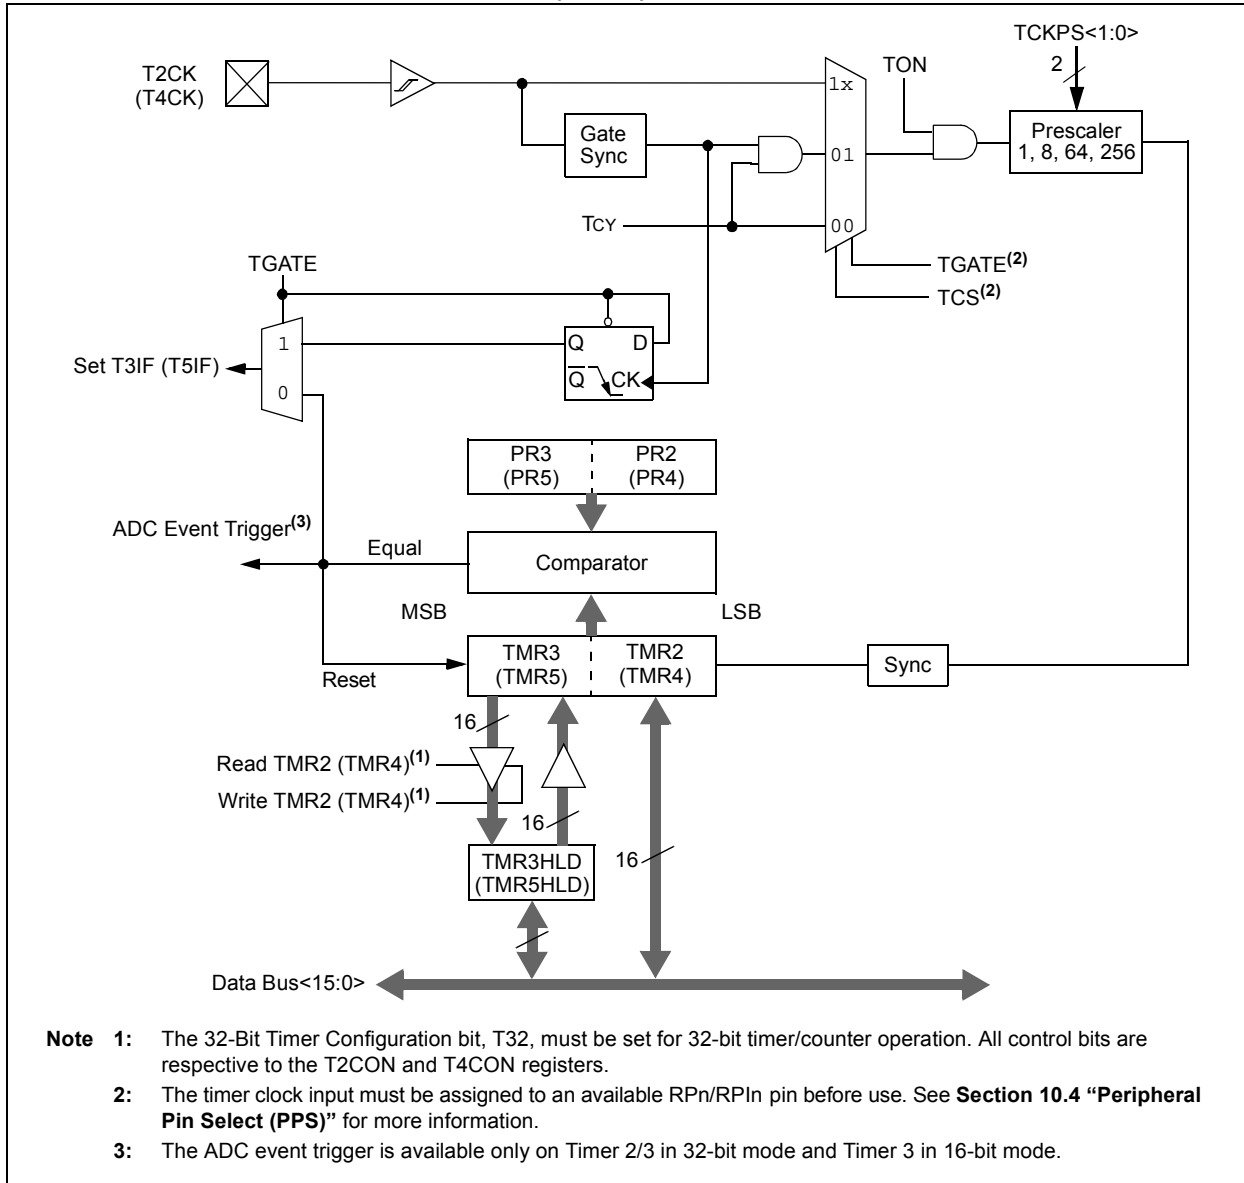 TCKPS<1:0>
2
T2CK
(T4CK)
TON
1x
Gate
Sync
01
Prescaler
1, 8, 64, 256
TCY
00
TGATE(2)
TCS(2)
TGATE
1
Q D
Set T3IF (T5IF)
0
Q CK
PR3
(PR5)
PR2
(PR4)
ADC Event Trigger(3)
Equal
Comparator
MSB
LSB
TMR3
(TMR5)
TMR2
(TMR4)
Sync
Reset
16
Read TMR2 (TMR4)(1)
Write TMR2 (TMR4)(1)
16
TMR3HLD
(TMR5HLD)
16
Data Bus<15:0>
Note 1: The 32-Bit Timer Configuration bit, T32, must be set for 32-bit timer/counter operation. All control bits are
respective to the T2CON and T4CON registers.
2: The timer clock input must be assigned to an available RPn/RPIn pin before use. See Section 10.4 “Peripheral
Pin Select (PPS)” for more information.
3: The ADC event trigger is available only on Timer 2/3 in 32-bit mode and Timer 3 in 16-bit mode.